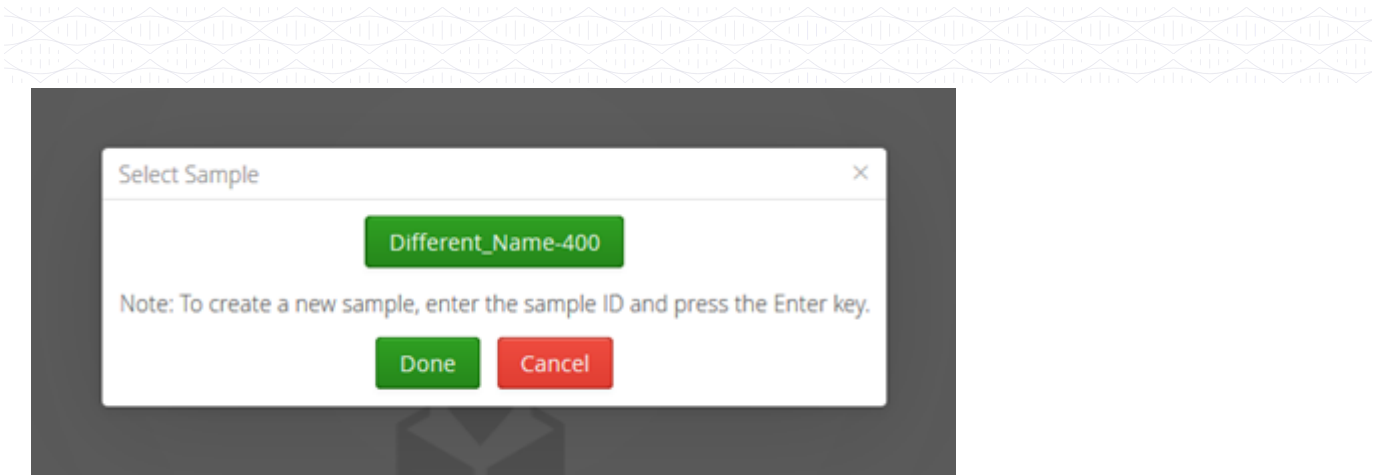 Select Sample
Different_Name-400
Note: To create a new sample, enter the sample ID and press the Enter key.
Done
Cancel